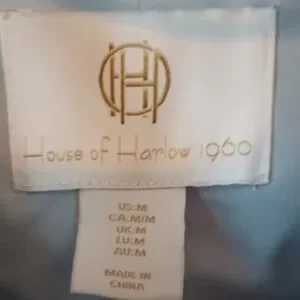 House of Harlow 1960
US:M
CA:M/M
UK:M
EU:M
AU:M
MADE IN
CHINA